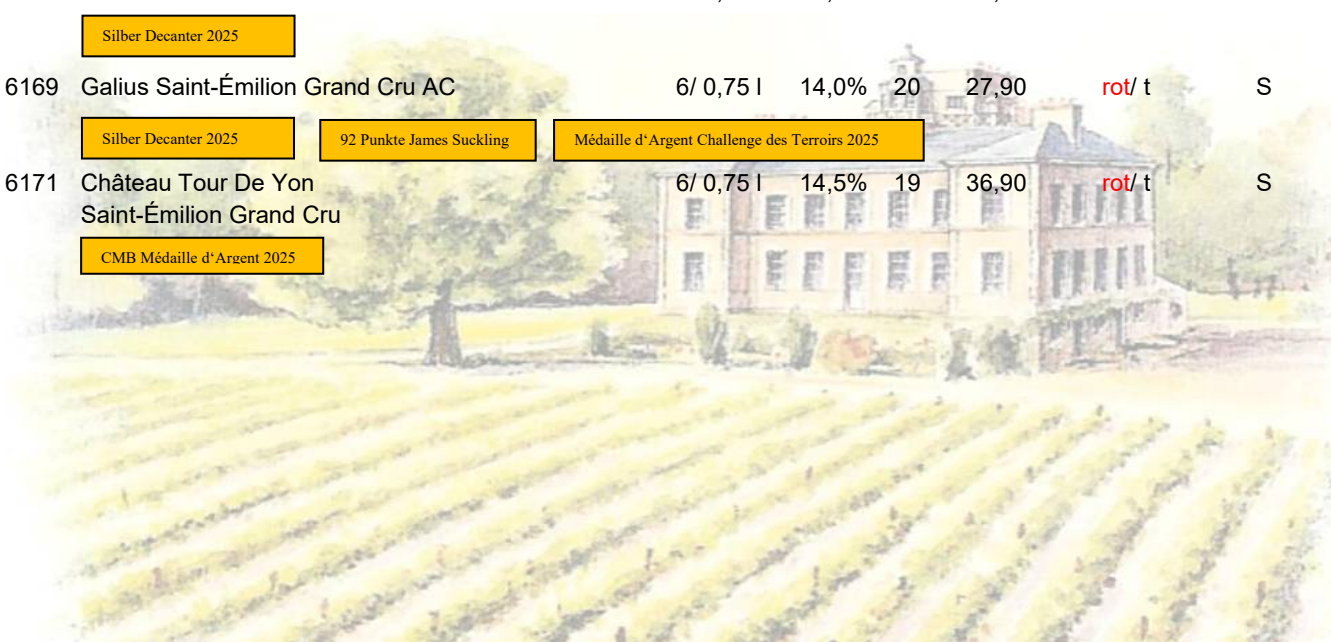 Silber Decanter 2025
6169 Galius Saint-Émilion Grand Cru AC 6/ 0,75 l 14,0% 20 27,90 rot/ t S
Silber Decanter 2025 92 Punkte James Suckling Médaille d‘Argent Challenge des Terroirs 2025
6171 Château Tour De Yon 6/ 0,75 l 14,5% 19 36,90 rot/ t S
Saint-Émilion Grand Cru
CMB Médaille d‘Argent 2025